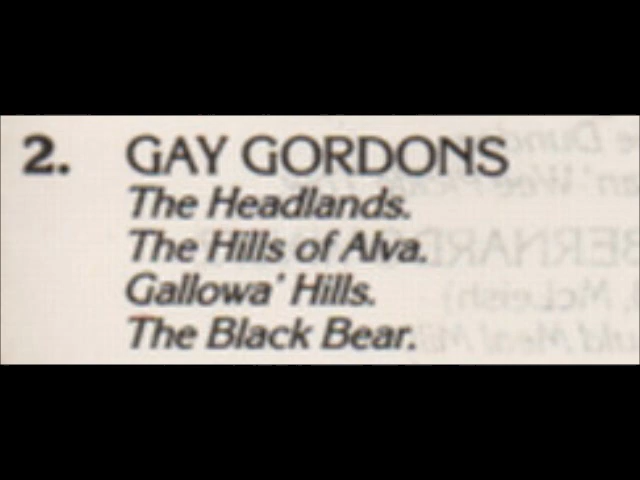 2. GAY GORDONS
The Headlands.
The Hills of Alva.
Gallowa' Hills.
The Black Bear.